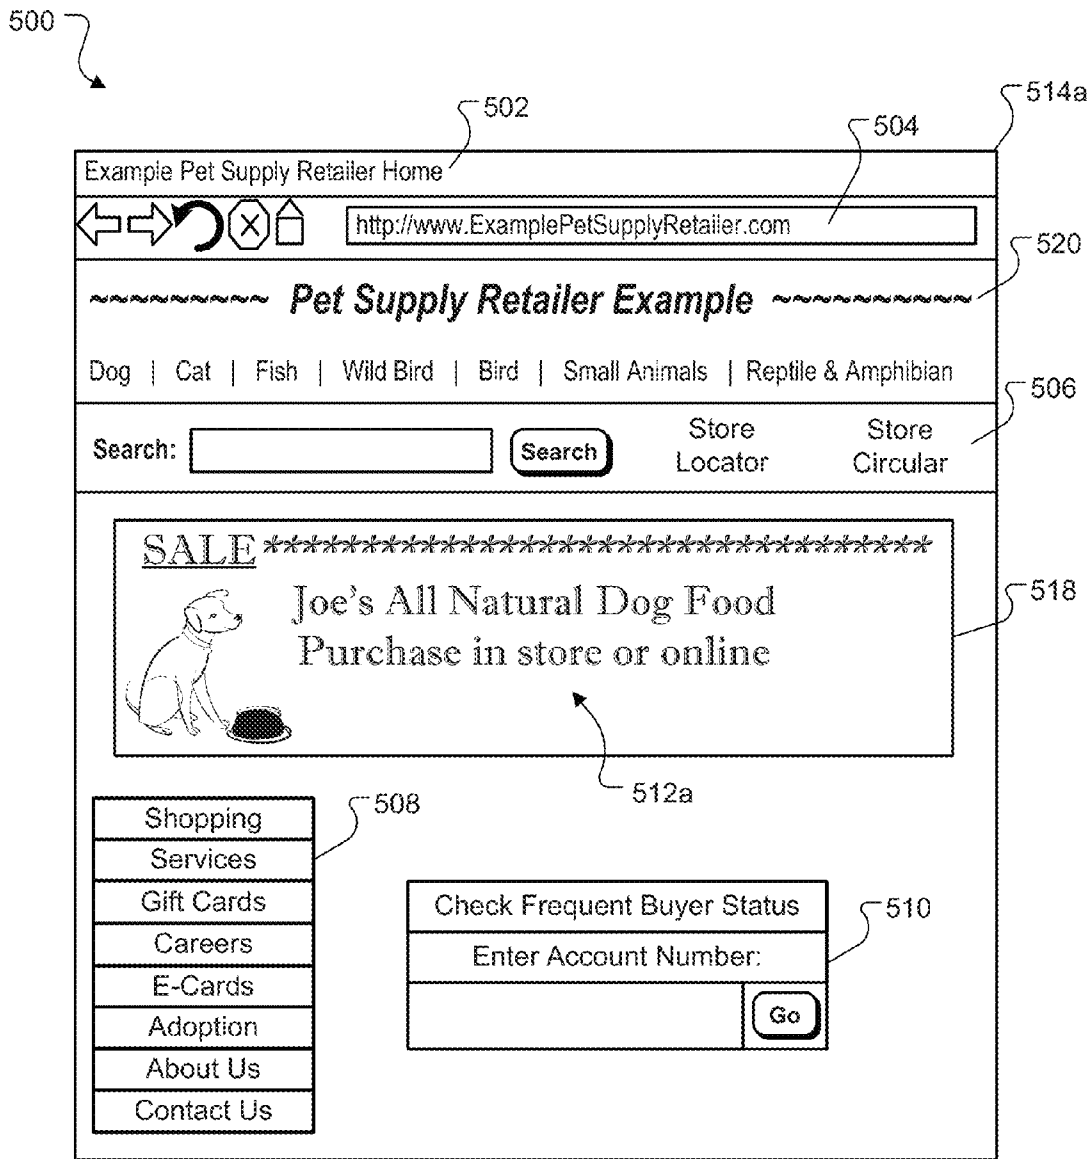 500
502
514a
504
Example Pet Supply Retailer Home
http://www.ExamplePetSupplyRetailer.com
520
~~~~~~~~~ Pet Supply Retailer Example ~~~~~~~~~~
Dog | Cat | Fish | Wild Bird | Bird | Small Animals | Reptile & Amphibian
506
Search: Search Store Locator Store Circular
SALE *********************************
Joe's All Natural Dog Food
Purchase in store or online
518
512a
508
Shopping
Services
Gift Cards
Careers
E-Cards
Adoption
About Us
Contact Us
Check Frequent Buyer Status
510
Enter Account Number:
Go